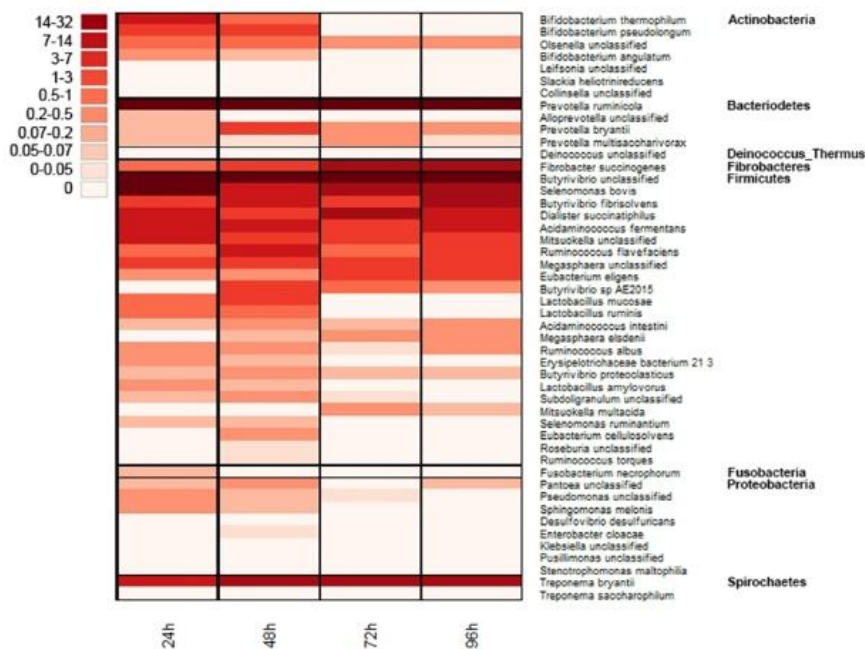 14-32
7-14
3-7
1-3
0.5-1
0.2-0.5
0.07-0.2
0.05-0.07
0-0.05
0
Bifidobacterium thermophilum Actinobacteria
Bifidobacterium pseudolongum
Olsenella unclassified
Bifidobacterium angulatum
Leifsonia unclassified
Slackia heliotrinireducens
Collinsella unclassified
Prevotella ruminicola Bacteriodetes
Alloprevotella unclassified
Prevotella bryantii
Prevotella multisaccharivorax
Deinococcus unclassified Deinococcus_Thermus
Fibrobacter succinogenes Fibrobacteres
Butyrivibrio unclassified Firmicutes
Selenomonas bovis
Butyrivibrio fibrisolvens
Dialister succinatiphilus
Acidaminococcus fermentans
Mitsuokella unclassified
Ruminococcus flavefaciens
Megasphaera unclassified
Eubacterium eligens
Butyrivibrio sp AE2015
Lactobacillus mucosae
Lactobacillus ruminis
Acidaminococcus intestini
Megasphaera elsdenii
Ruminococcus albus
Erysipelotrichaceae bacterium 21 3
Butyrivibrio proteoclasticus
Lactobacillus amylovorus
Subdoligranulum unclassified
Mitsuokella multacida
Selenomonas ruminantium
Eubacterium cellulosolvens
Roseburia unclassified
Ruminococcus torques
Fusobacterium necrophorum Fusobacteria
Pantoea unclassified Proteobacteria
Pseudomonas unclassified
Sphingomonas melonis
Desulfovibrio desulfuricans
Enterobacter cloacae
Klebsiella unclassified
Pusillimonas unclassified
Stenotrophomonas maltophilia
Treponema bryantii Spirochaetes
Treponema saccharophilum
24h 48h 72h 96h